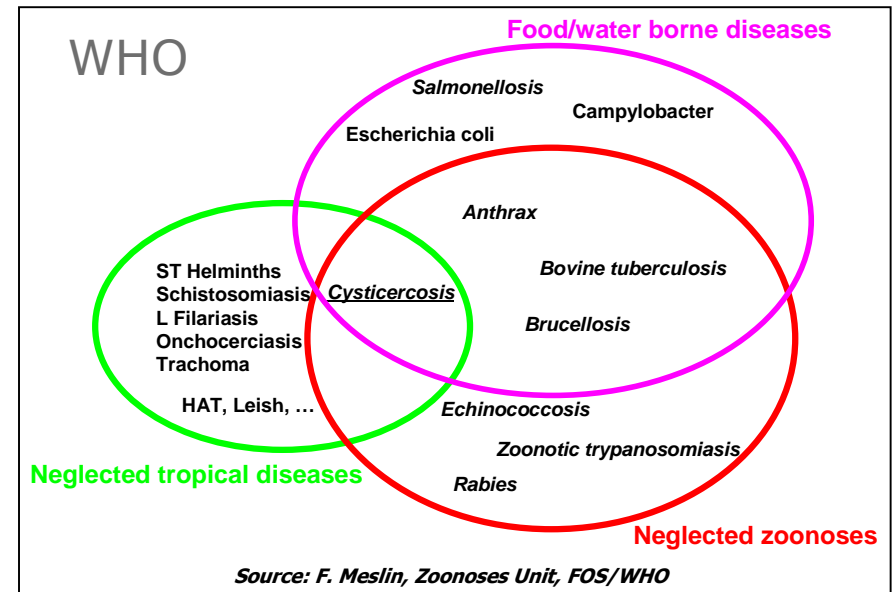 WHO
Food/water borne diseases
Salmonellosis
Campylobacter
Escherichia coli
Anthrax
Bovine tuberculosis
Brucellosis
ST Helminths
Schistosomiasis
L Filariasis
Onchocerciasis
Trachoma
HAT, Leish, …
Cysticercosis
Echinococcosis
Zoonotic trypanosomiasis
Rabies
Neglected tropical diseases
Neglected zoonoses
Source: F. Meslin, Zoonoses Unit, FOS/WHO